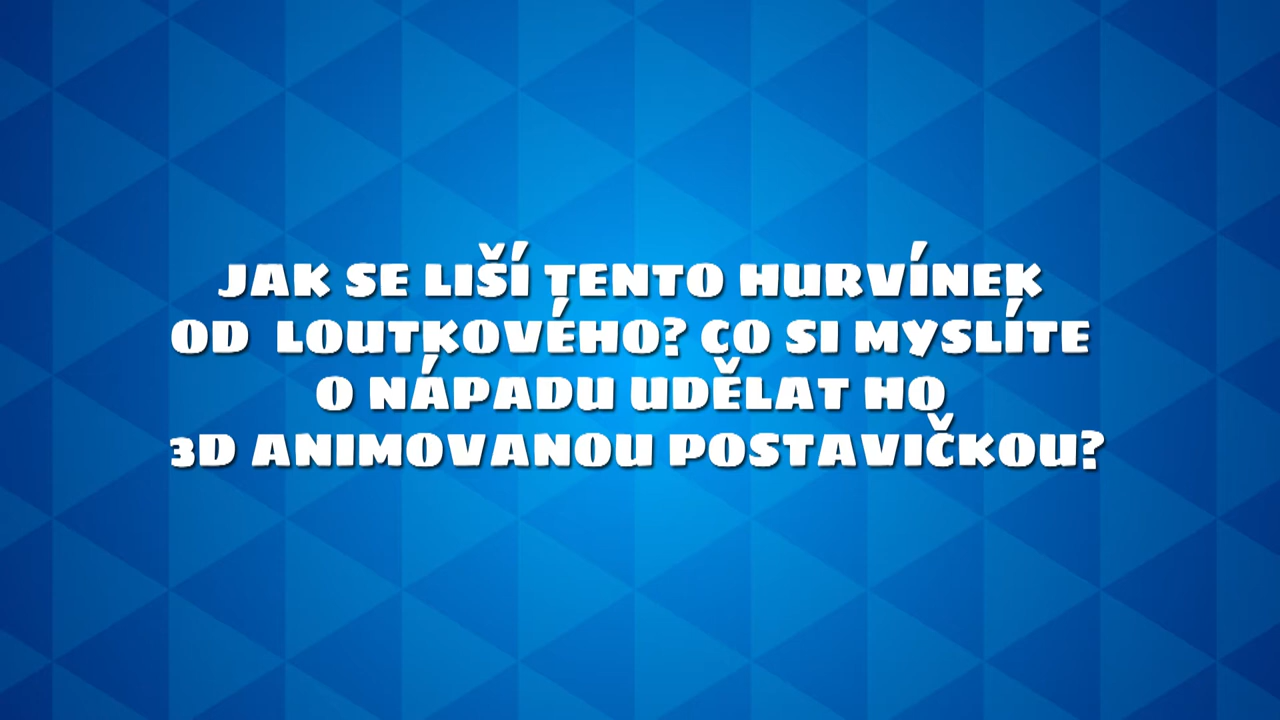 JAK SE LIŠÍ TENTO HURVÍNEK
OD LOUTKOVÉHO? CO SI MYSLÍTE
O NÁPADU UDĚLAT HO
3D ANIMOVANOU POSTAVIČKOU?